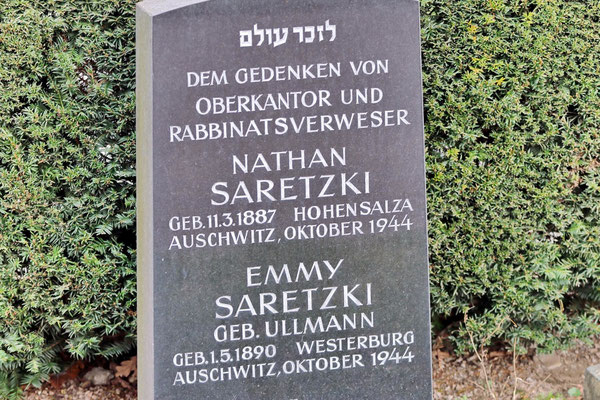 לזכר עולם
DEM GEDENKEN VON
OBERKANTOR UND
RABBINATSVERWESER
NATHAN
SARETZKI
GEB. 11.3.1887 HOHENSALZA
AUSCHWITZ, OKTOBER 1944
EMMY
SARETZKI
GEB. ULLMANN
GEB. 1.5.1890 WESTERBURG
AUSCHWITZ, OKTOBER 1944